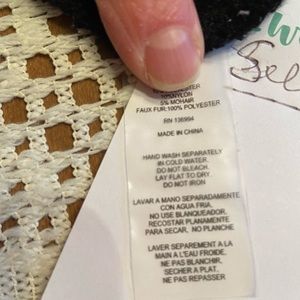 10%NYLON
5% MOHAIR
FAUX FUR:100% POLYESTER
RN 136994
MADE IN CHINA
HAND WASH SEPARATELY
IN COLD WATER.
DO NOT BLEACH.
LAY FLAT TO DRY.
DO NOT IRON
LAVAR A MANO SEPARADAMENTE
CON AGUA FRIA.
NO USE BLANQUEADOR.
RECOSTAR PLANAMENTE
PARA SECAR, NO PLANCHE
LAVER SEPAREMENT A LA
MAIN A L'EAU FROIDE,
NE PAS BLANCHIR,
SECHER A PLAT,
NE PAS REPASSER